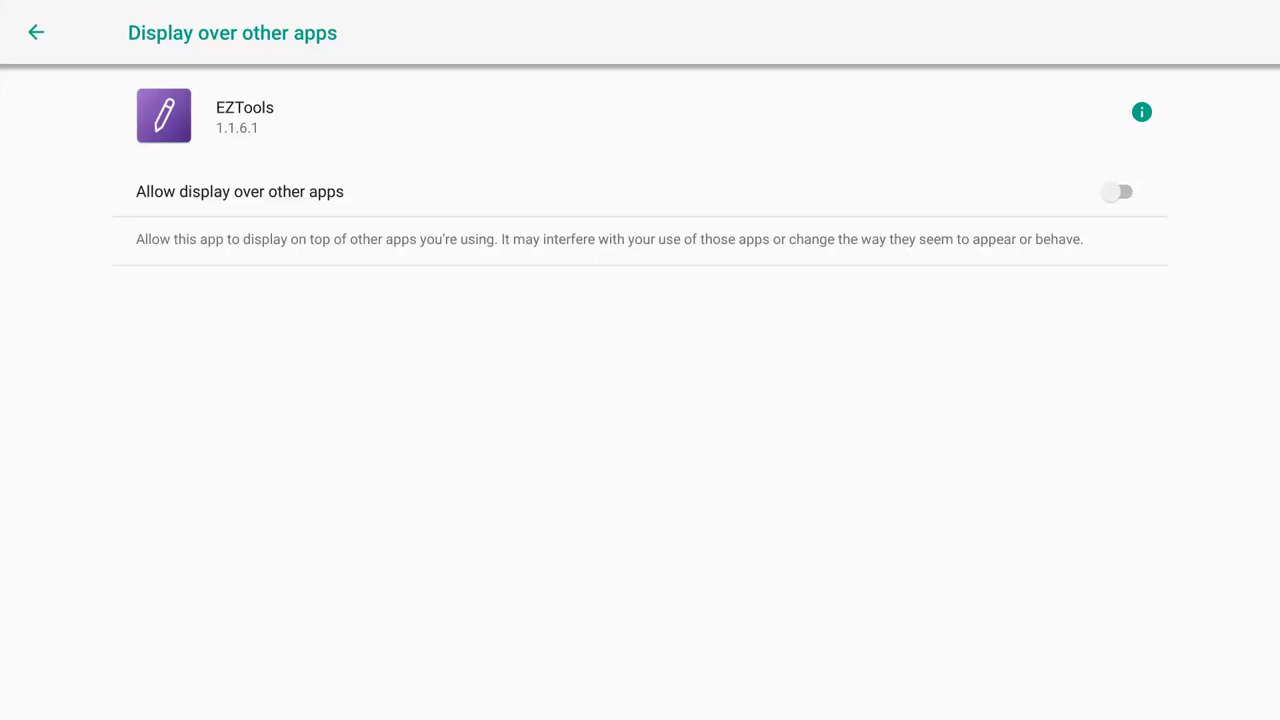 Display over other apps
EZTools
1.1.6.1
Allow display over other apps
Allow this app to display on top of other apps you’re using. It may interfere with your use of those apps or change the way they seem to appear or behave.